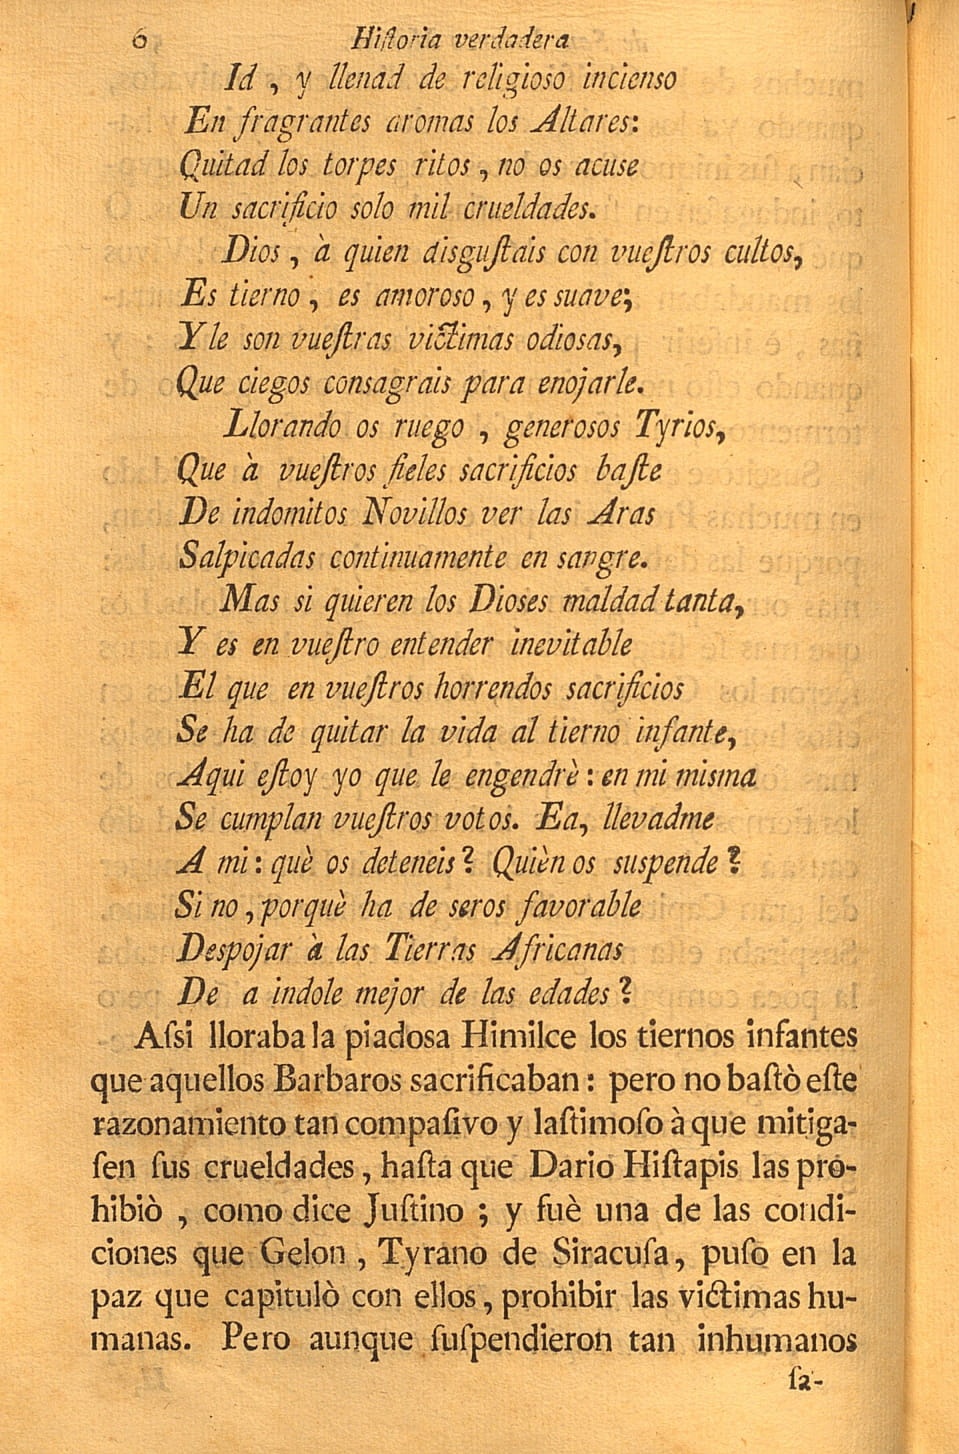 6 Hiſtoria verdadera
Id , y llenad de religioso incienso
En fragrantes aromas los Altares:
Quitad los torpes ritos , no os acuse
Un sacrificio solo mil crueldades.
Dios , à quien disguſtais con vueſtros cultos,
Es tierno , es amoroso , y es suave;
Y le son vueſtras victimas odiosas,
Que ciegos consagrais para enojarle.
Llorando os ruego , generosos Tyrios,
Que à vueſtros fieles sacrificios baſte
De indomitos Novillos ver las Aras
Salpicadas continuamente en sangre.
Mas si quieren los Dioses maldad tanta,
Y es en vueſtro entender inevitable
El que en vueſtros horrendos sacrificios
Se ha de quitar la vida al tierno infante,
Aqui eſtoy yo que le engendrè : en mi misma
Se cumplan vueſtros votos. Ea, llevadme
A mi : què os deteneis ? Quièn os suspende ?
Si no , porquè ha de seros favorable
Despojar à las Tierras Africanas
De a indole mejor de las edades ?
Aſsi lloraba la piadosa Himilce los tiernos infantes
que aquellos Barbaros sacrificaban : pero no baſtò eſte
razonamiento tan compaſivo y laſtimoſo à que mitiga-
ſen ſus crueldades , haſta que Dario Hiſtapis las pro-
hibiò , como dice Juſtino ; y fuè una de las condi-
ciones que Gelon , Tyrano de Siracuſa, puſo en la
paz que capitulò con ellos , prohibir las victimas hu-
manas. Pero aunque ſuſpendieron tan inhumanos
ſa-